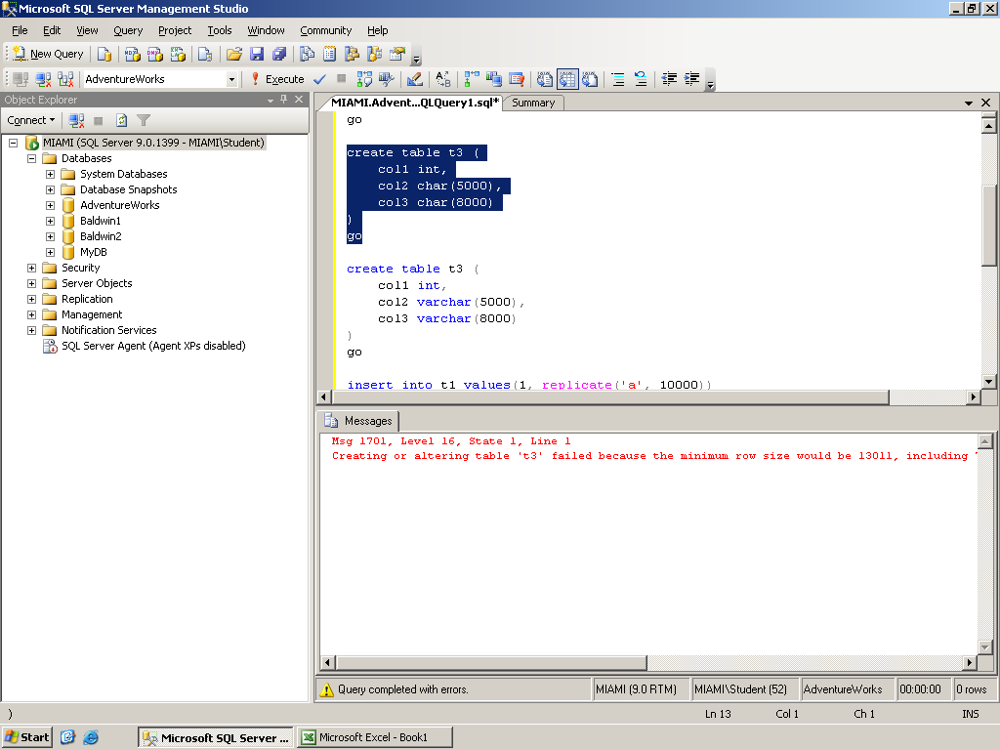 Microsoft SQL Server Management Studio
File Edit View Query Project Tools Window Community Help
New Query
AdventureWorks Execute
Object Explorer
Connect
MIAMI (SQL Server 9.0.1399 - MIAMI\Student)
Databases
System Databases
Database Snapshots
AdventureWorks
Baldwin1
Baldwin2
MyDB
Security
Server Objects
Replication
Management
Notification Services
SQL Server Agent (Agent XPs disabled)
MIAMI.Advent...QLQuery1.sql* Summary
go
create table t3 (
col1 int,
col2 char(5000),
col3 char(8000)
)
go
create table t3 (
col1 int,
col2 varchar(5000),
col3 varchar(8000)
)
go
insert into t1 values(1, replicate('a', 10000))
Messages
Msg 1701, Level 16, State 1, Line 1
Creating or altering table 't3' failed because the minimum row size would be 13011, including
Query completed with errors. MIAMI (9.0 RTM) MIAMI\Student (52) AdventureWorks 00:00:00 0 rows
) Ln 13 Col 1 Ch 1 INS
Start Microsoft SQL Server ... Microsoft Excel - Book1